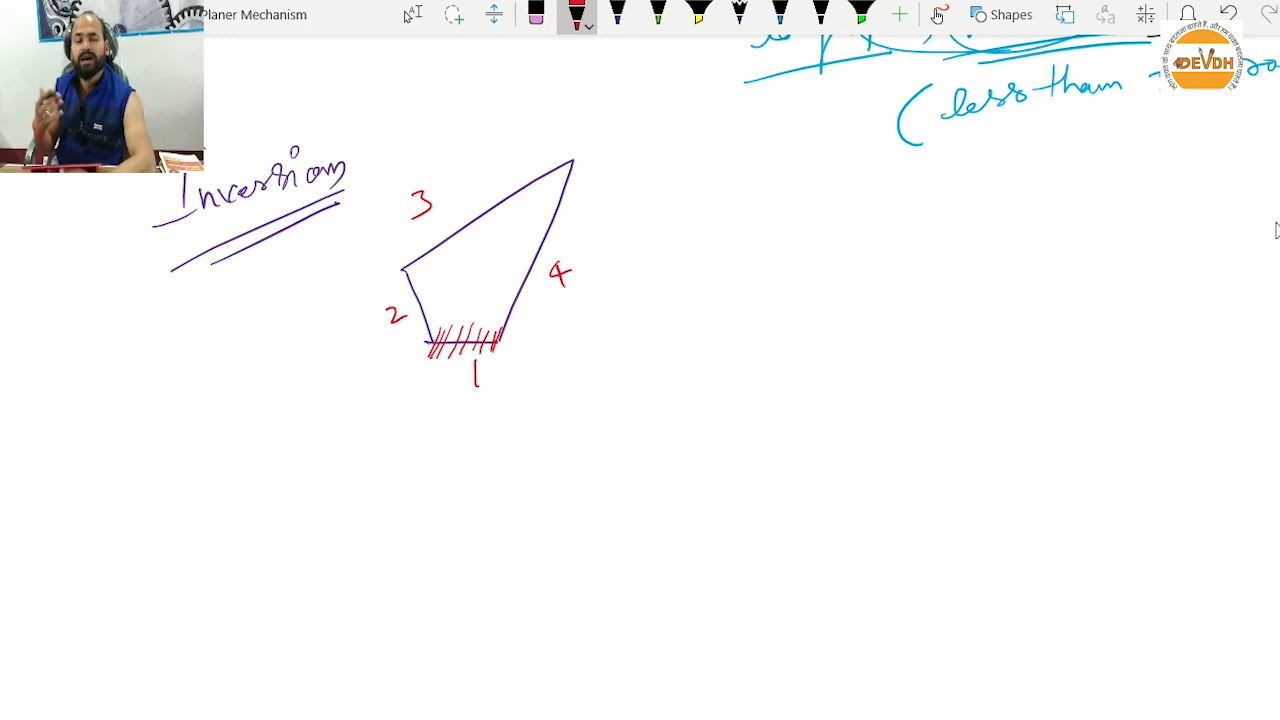 Planer Mechanism
Shapes
DEVDH
(less than
Inversion
3
4
2
1